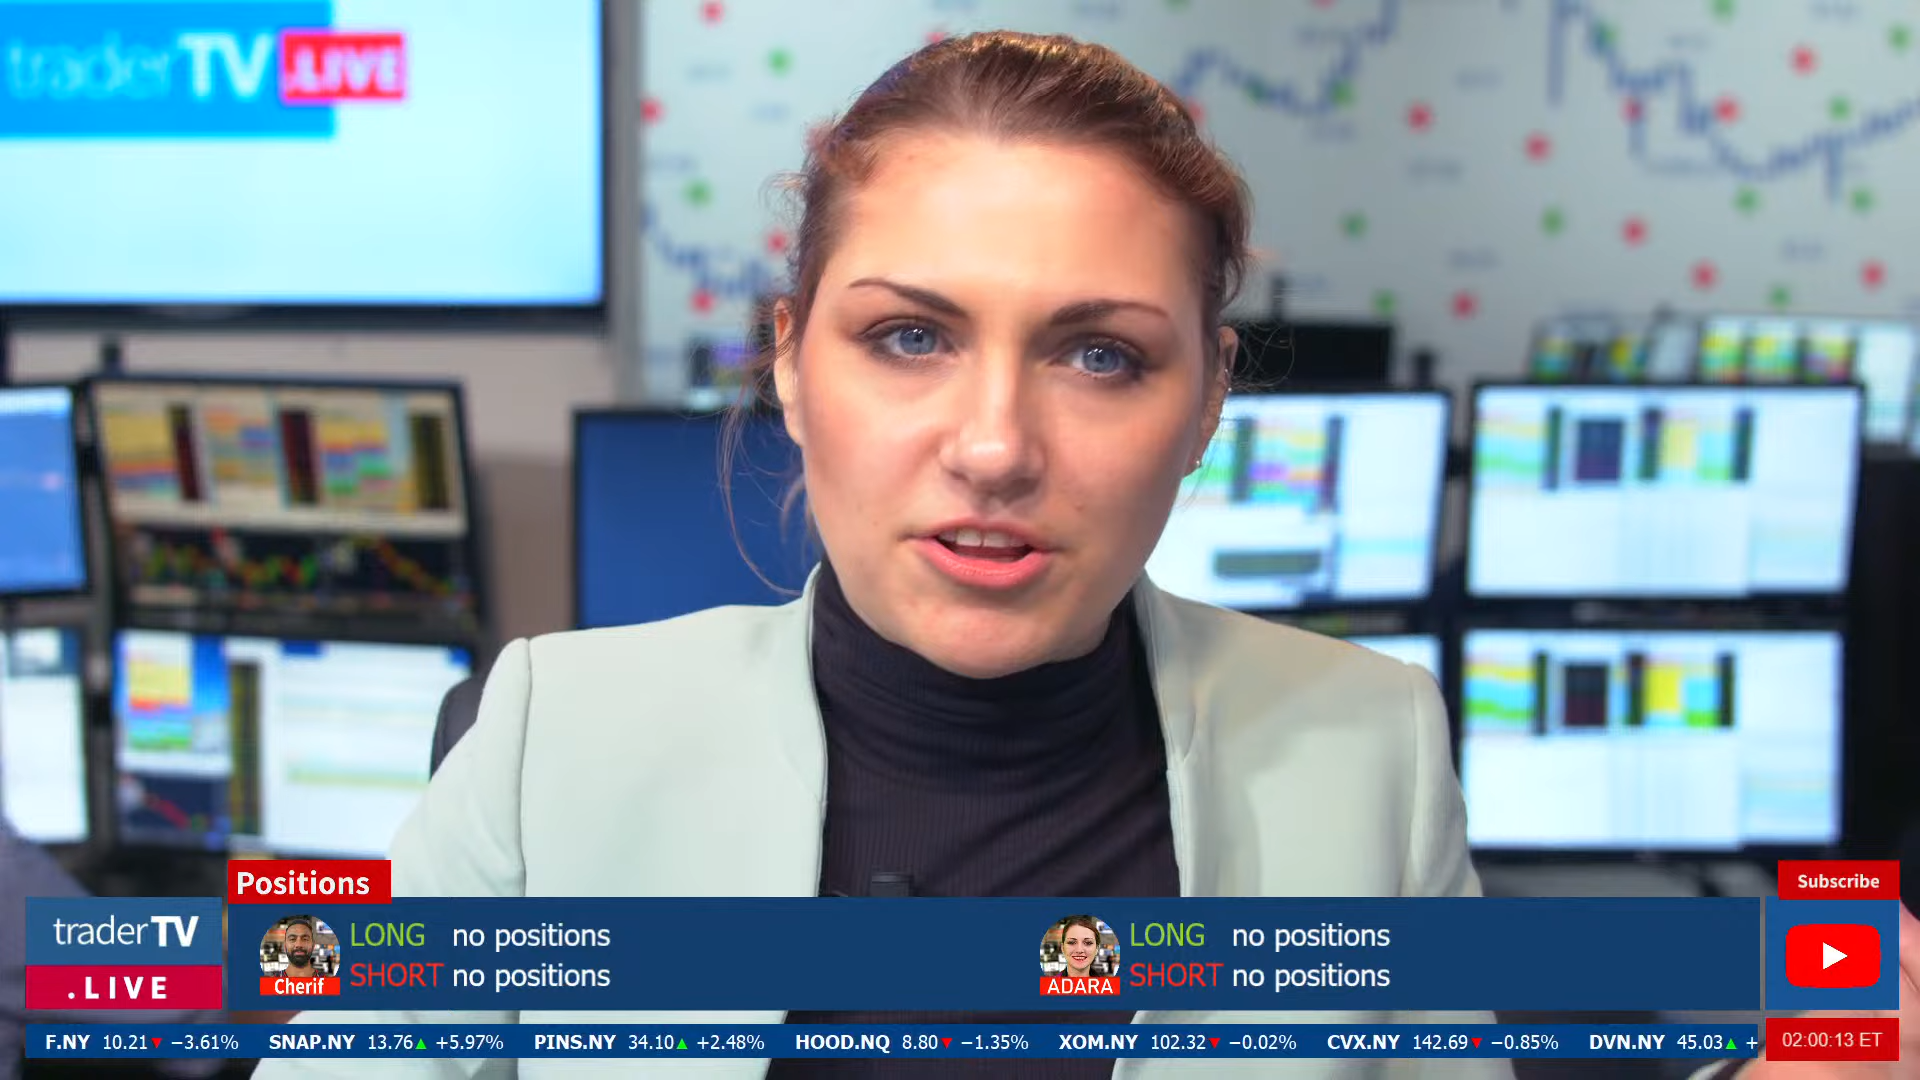 traderTV.LIVE
Positions
Subscribe
traderTV
.LIVE
Cherif
LONG no positions
SHORT no positions
ADARA
LONG no positions
SHORT no positions
F.NY 10.21▼ −3.61% SNAP.NY 13.76▲ +5.97% PINS.NY 34.10▲ +2.48% HOOD.NQ 8.80▼ −1.35% XOM.NY 102.32▼ −0.02% CVX.NY 142.69▼ −0.85% DVN.NY 45.03▲ +
02:00:13 ET